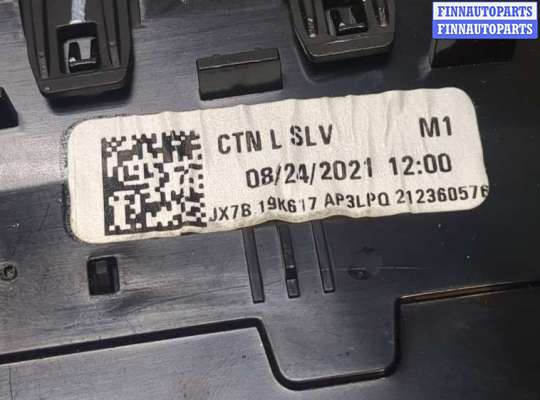 FINNAUTOPARTS
FINNAUTOPARTS
CTN L SLV M1
08/24/2021 12:00
JX7B 19K617 AP3LPQ 212360576